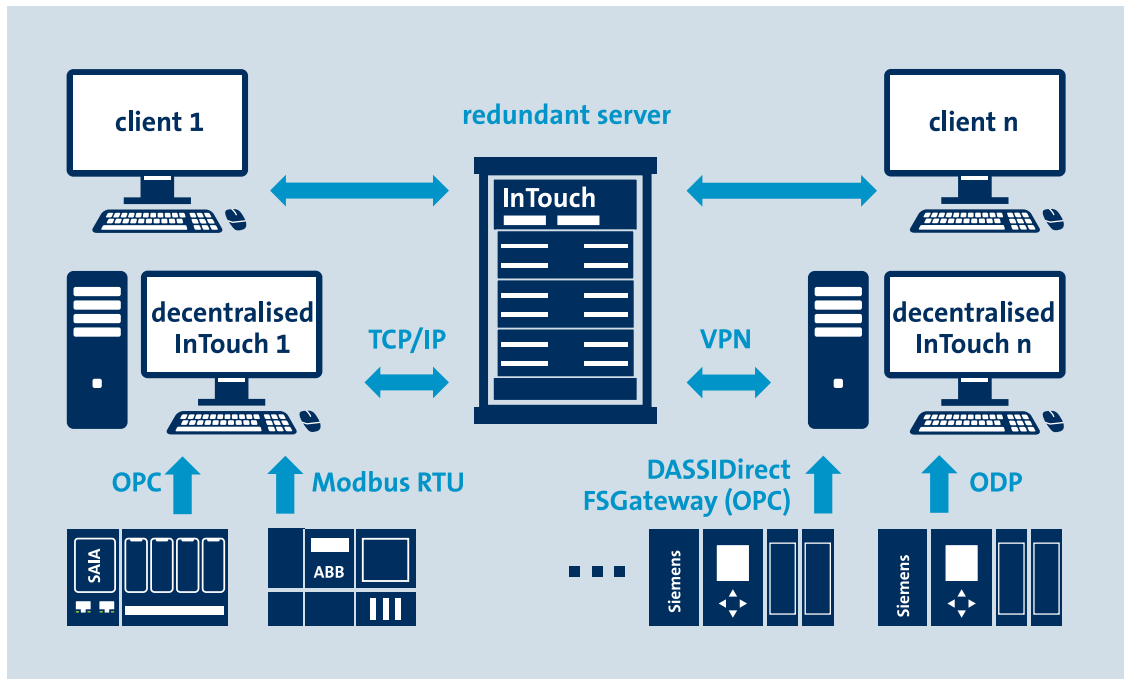 client 1
redundant server
client n
InTouch
decentralised
InTouch 1
TCP/IP
VPN
decentralised
InTouch n
OPC
Modbus RTU
DASSIDirect
FSGateway (OPC)
ODP
SAIA
ABB
Siemens
Siemens